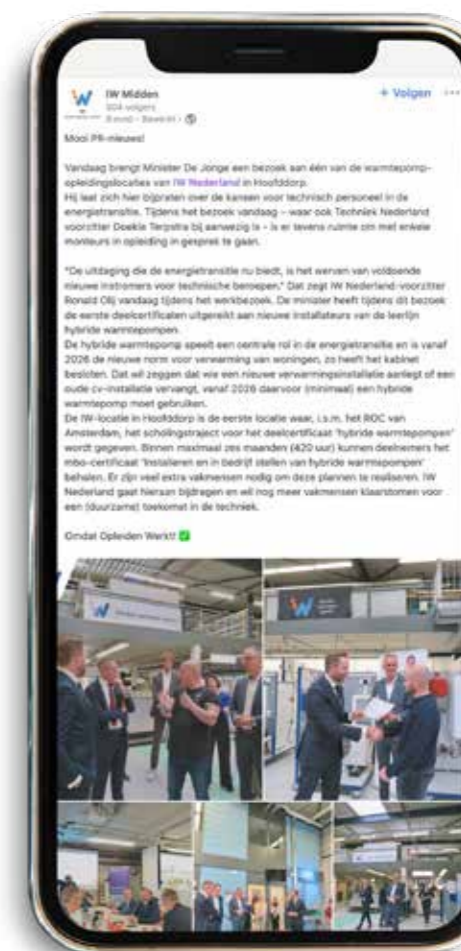 IW Midden
+ Volgen ...
504 volgers
Bewerkt
Mooi PR-nieuws!
Vandaag brengt Minister De Jonge een bezoek aan één van de warmtepomp-
opleidingslocaties van IW Nederland in Hoofddorp.
Hij laat zich hier bijpraten over de kansen voor technisch personeel in de
energietransitie. Tijdens het bezoek vandaag – waar ook Techniek Nederland
voorzitter Doekle Terpstra bij aanwezig is – is er tevens ruimte om met enkele
monteurs in opleiding in gesprek te gaan.
"De uitdaging die de energietransitie nu biedt, is het werven van voldoende
nieuwe instromers voor technische beroepen." Dat zegt IW Nederland-voorzitter
Ronald Olij vandaag tijdens het werkbezoek. De minister heeft tijdens dit bezoek
de eerste deelcertificaten uitgereikt aan nieuwe installateurs van de leerlijn
hybride warmtepompen.
De hybride warmtepomp speelt een centrale rol in de energietransitie en is vanaf
2026 de nieuwe norm voor verwarming van woningen, zo heeft het kabinet
besloten. Dat wil zeggen dat wie een nieuwe verwarmingsinstallatie aanlegt of een
oude cv-installatie vervangt, vanaf 2026 daarvoor (minimaal) een hybride
warmtepomp moet gebruiken.
De IW-locatie in Hoofddorp is de eerste locatie waar, i.s.m. het ROC van
Amsterdam, het scholingstraject voor het deelcertificaat 'hybride warmtepompen'
wordt gegeven. Binnen maximaal zes maanden (420 uur) kunnen deelnemers het
mbo-certificaat 'Installeren en in bedrijf stellen van hybride warmtepompen'
behalen. Er zijn veel extra vakmensen nodig om deze plannen te realiseren. IW
Nederland gaat hieraan bijdragen en wil nog meer vakmensen klaarstomen voor
een (duurzame) toekomst in de techniek.
Omdat Opleiden Werkt! ✅